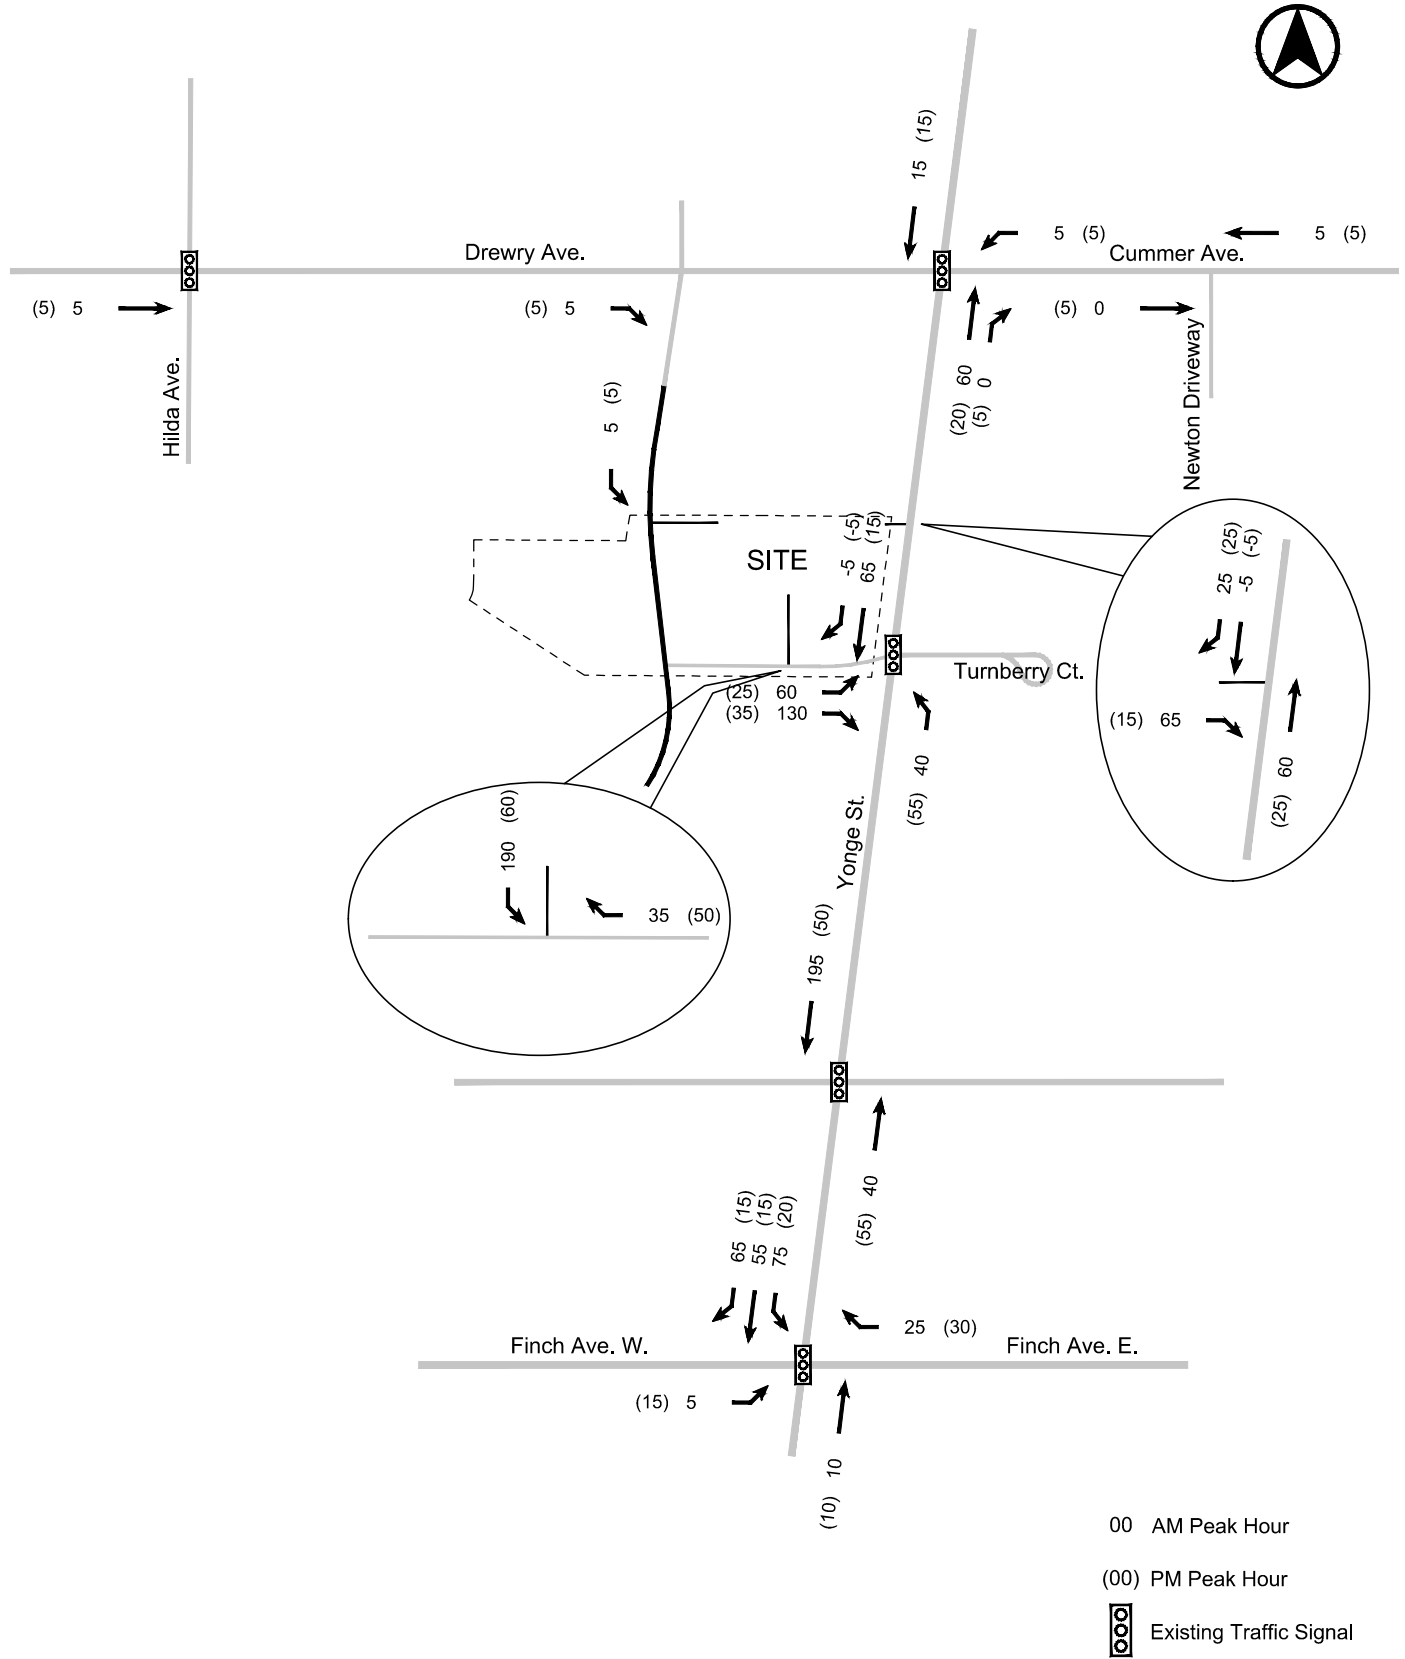 15 (15)
5 (5)
5 (5)
Drewry Ave.
Cummer Ave.
(5) 5
(5) 5
(5) 0
Hilda Ave.
Newton Driveway
(20) 60
(5) 0
5 (5)
SITE
-5 (-5)
65 (15)
25 (25)
-5 (-5)
(15) 65
(25) 60
Turnberry Ct.
(25) 60
(35) 130
(55) 40
Yonge St.
190 (60)
35 (50)
195 (50)
(55) 40
65 (15)
55 (15)
75 (20)
25 (30)
Finch Ave. W.
Finch Ave. E.
(15) 5
(10) 10
00 AM Peak Hour
(00) PM Peak Hour
Existing Traffic Signal